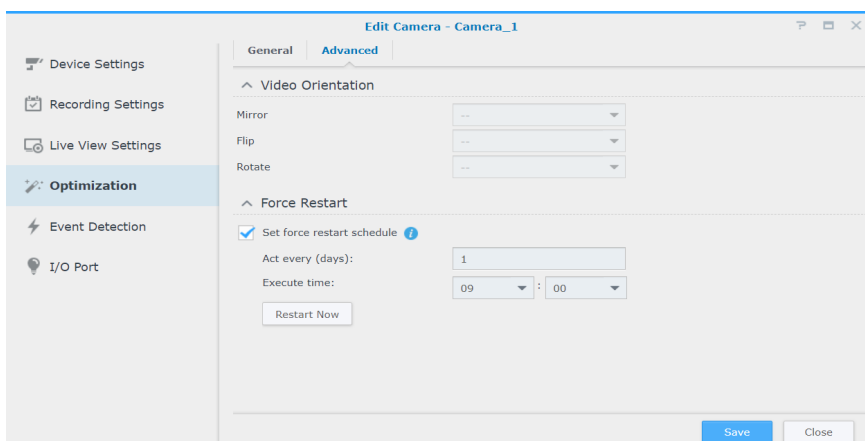 Edit Camera - Camera_1
Device Settings
Recording Settings
Live View Settings
Optimization
Event Detection
I/O Port
General
Advanced
Video Orientation
Mirror --
Flip --
Rotate --
Force Restart
Set force restart schedule
Act every (days): 1
Execute time: 09 : 00
Restart Now
Save
Close